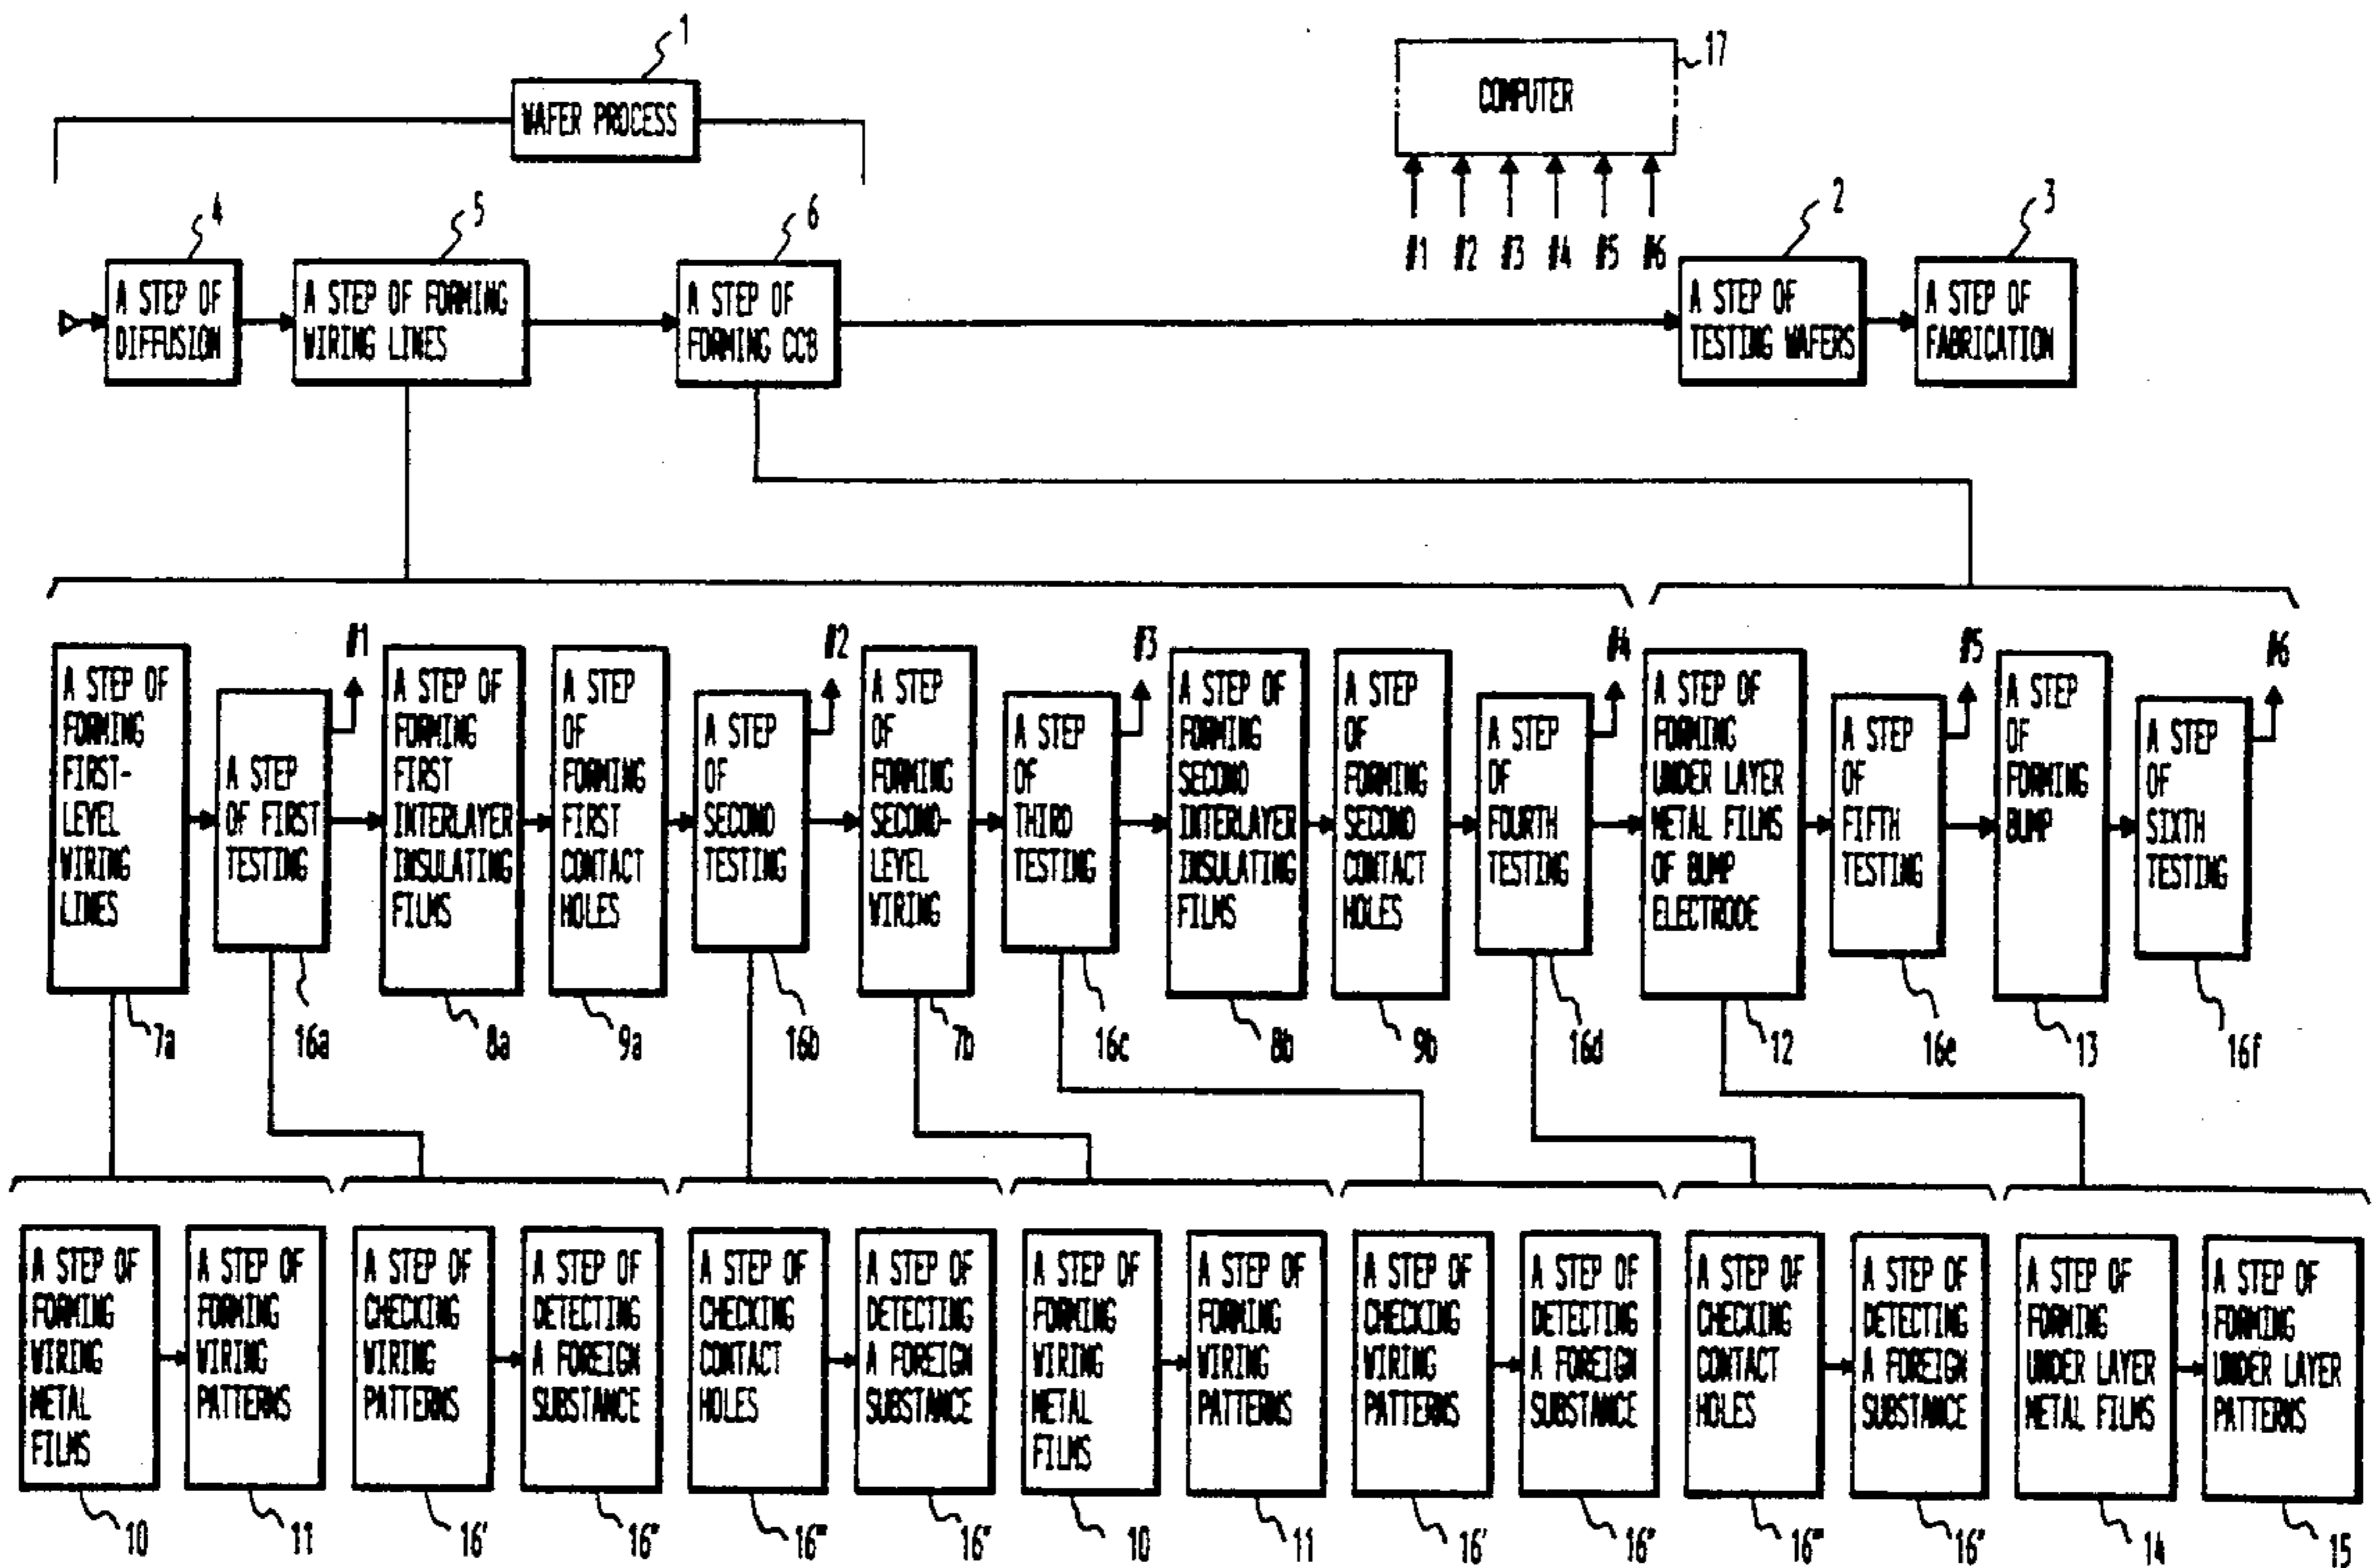 1
WAFER PROCESS
17
COMPUTER
#1 #2 #3 #4 #5 #6
4
A STEP OF
DIFFUSION
5
A STEP OF FORMING
WIRING LINES
6
A STEP OF
FORMING CCB
2
A STEP OF
TESTING WAFERS
3
A STEP OF
FABRICATION
A STEP OF
FORMING
FIRST-
LEVEL
WIRING
LINES
7a
A STEP
OF FIRST
TESTING
#1
16a
A STEP OF
FORMING
FIRST
INTERLAYER
INSULATING
FILMS
8a
A STEP
OF
FORMING
FIRST
CONTACT
HOLES
9a
A STEP
OF
SECOND
TESTING
#2
16b
A STEP
OF
FORMING
SECOND-
LEVEL
WIRING
7b
A STEP
OF
THIRD
TESTING
#3
16c
A STEP OF
FORMING
SECOND
INTERLAYER
INSULATING
FILMS
8b
A STEP
OF
FORMING
SECOND
CONTACT
HOLES
9b
A STEP
OF
FOURTH
TESTING
#4
16d
A STEP OF
FORMING
UNDER LAYER
METAL FILMS
OF BUMP
ELECTRODE
12
A STEP
OF
FIFTH
TESTING
#5
16e
A STEP
OF
FORMING
BUMP
13
A STEP
OF
SIXTH
TESTING
#6
16f
A STEP OF
FORMING
WIRING
METAL
FILMS
10
A STEP OF
FORMING
WIRING
PATTERNS
11
A STEP OF
CHECKING
WIRING
PATTERNS
16'
A STEP OF
DETECTING
A FOREIGN
SUBSTANCE
16"
A STEP OF
CHECKING
CONTACT
HOLES
16"'
A STEP OF
DETECTING
A FOREIGN
SUBSTANCE
16"
A STEP OF
FORMING
WIRING
METAL
FILMS
10
A STEP OF
FORMING
WIRING
PATTERNS
11
A STEP OF
CHECKING
WIRING
PATTERNS
16'
A STEP OF
DETECTING
A FOREIGN
SUBSTANCE
16"
A STEP OF
CHECKING
CONTACT
HOLES
16"'
A STEP OF
DETECTING
A FOREIGN
SUBSTANCE
16"
A STEP OF
FORMING
UNDER LAYER
METAL FILMS
14
A STEP OF
FORMING
UNDER LAYER
PATTERNS
15